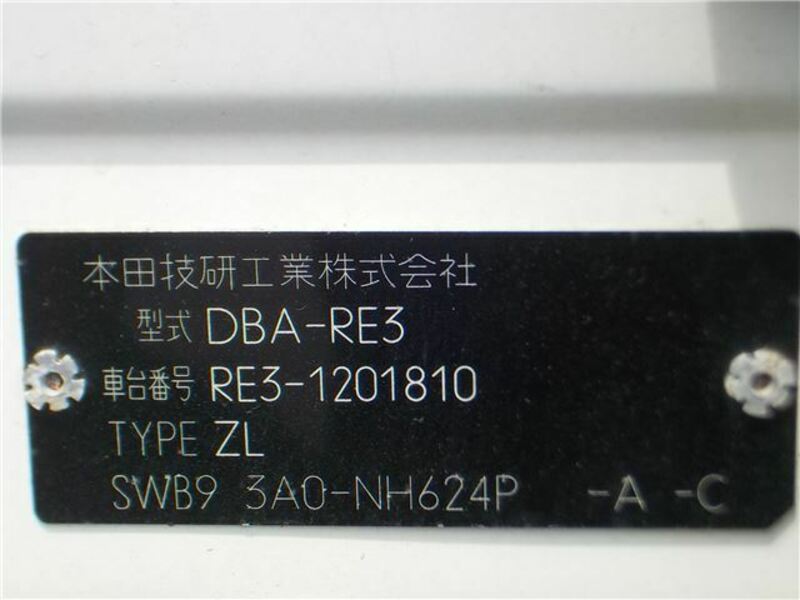 本田技研工業株式会社
型式 DBA-RE3
車台番号 RE3-1201810
TYPE ZL
SWB9 3A0-NH624P -A -C